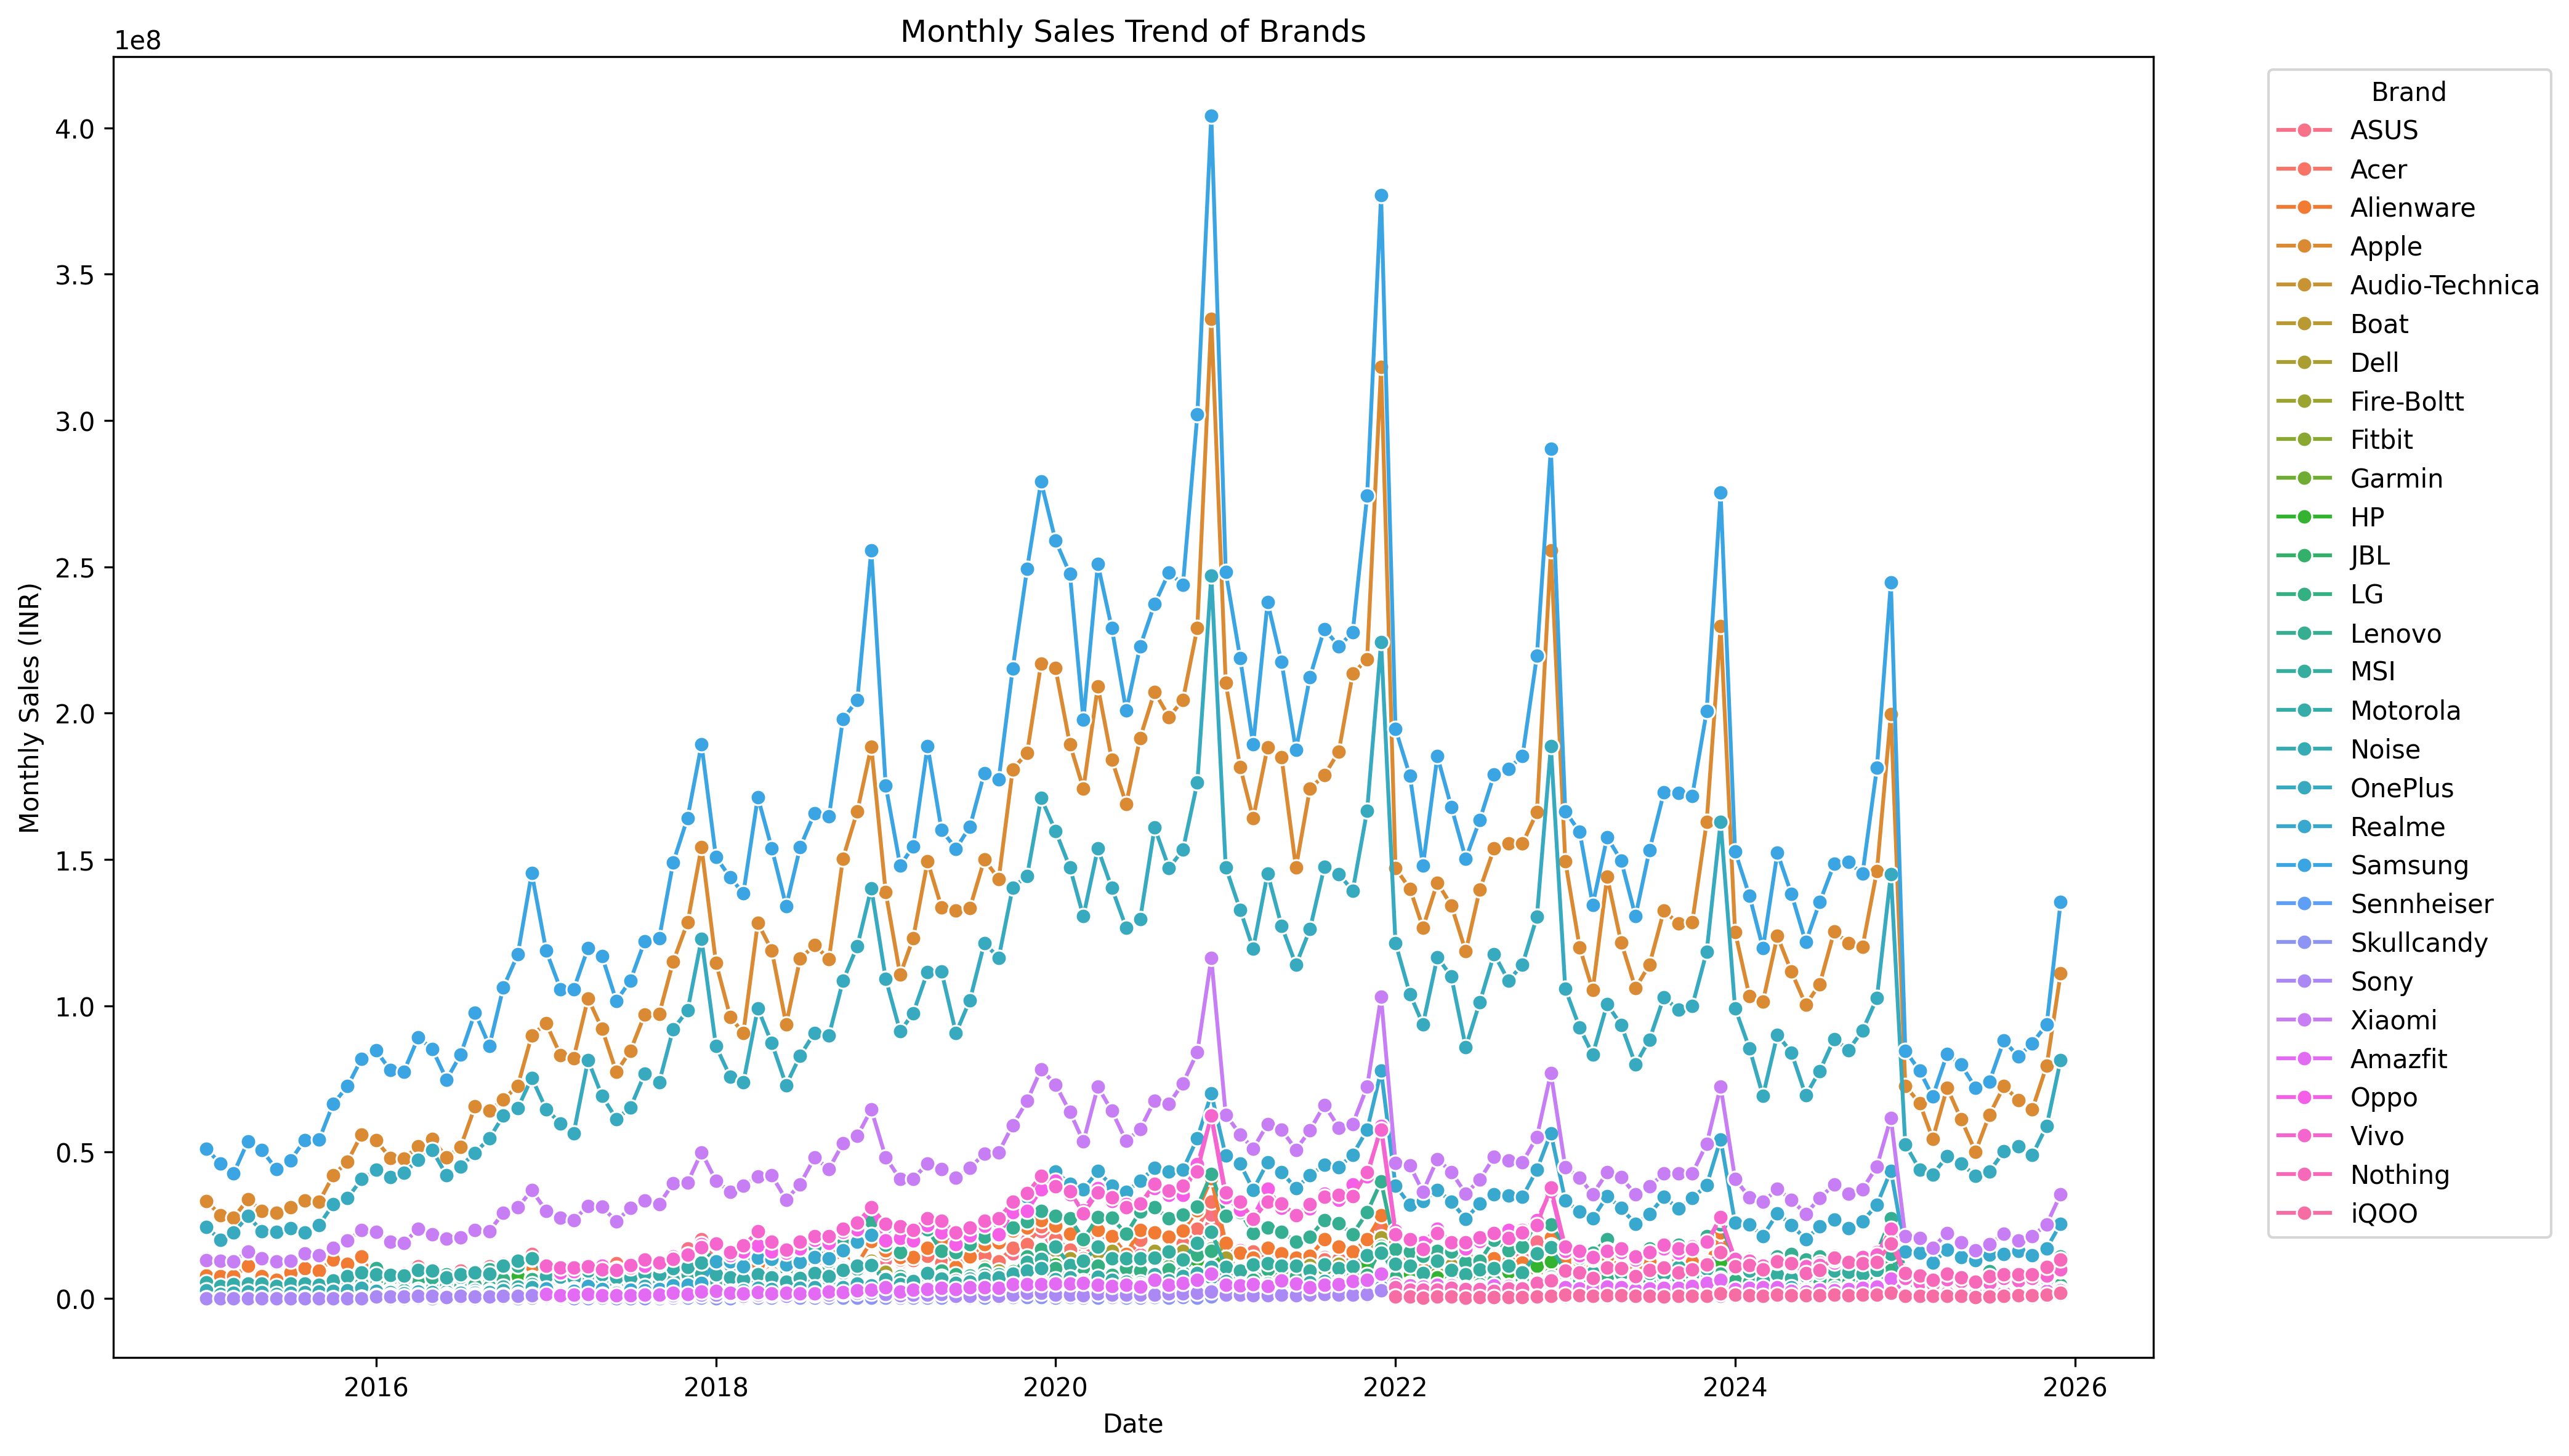 Monthly Sales Trend of Brands
1e8
4.0
3.5
3.0
2.5
2.0
1.5
1.0
0.5
0.0
Monthly Sales (INR)
2016
2018
2020
2022
2024
2026
Date
Brand
ASUS
Acer
Alienware
Apple
Audio-Technica
Boat
Dell
Fire-Boltt
Fitbit
Garmin
HP
JBL
LG
Lenovo
MSI
Motorola
Noise
OnePlus
Realme
Samsung
Sennheiser
Skullcandy
Sony
Xiaomi
Amazfit
Oppo
Vivo
Nothing
iQOO